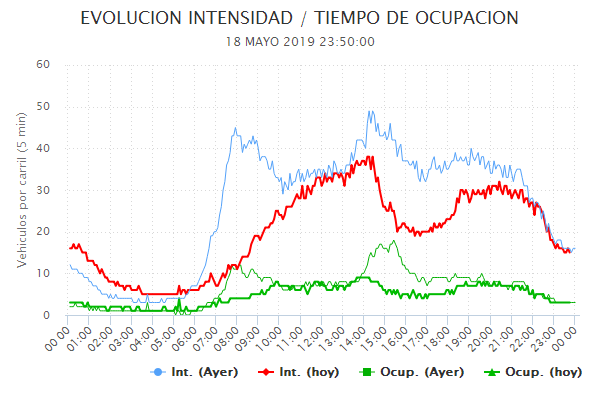 EVOLUCION INTENSIDAD / TIEMPO DE OCUPACION
18 MAYO 2019 23:50:00
Vehiculos por carril (5 min)
60
50
40
30
20
10
0
00:00 01:00 02:00 03:00 04:00 05:00 06:00 07:00 08:00 09:00 10:00 11:00 12:00 13:00 14:00 15:00 16:00 17:00 18:00 19:00 20:00 21:00 22:00 23:00 00:00
Int. (Ayer) Int. (hoy) Ocup. (Ayer) Ocup. (hoy)